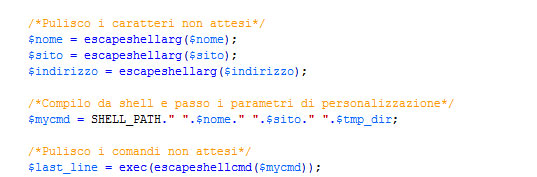 /*Pulisco i caratteri non attesi*/
$nome = escapeshellarg($nome);
$sito = escapeshellarg($sito);
$indirizzo = escapeshellarg($indirizzo);
/*Compilo da shell e passo i parametri di personalizzazione*/
$mycmd = SHELL_PATH." ".$nome." ".$sito." ".$tmp_dir;
/*Pulisco i comandi non attesi*/
$last_line = exec(escapeshellcmd($mycmd));